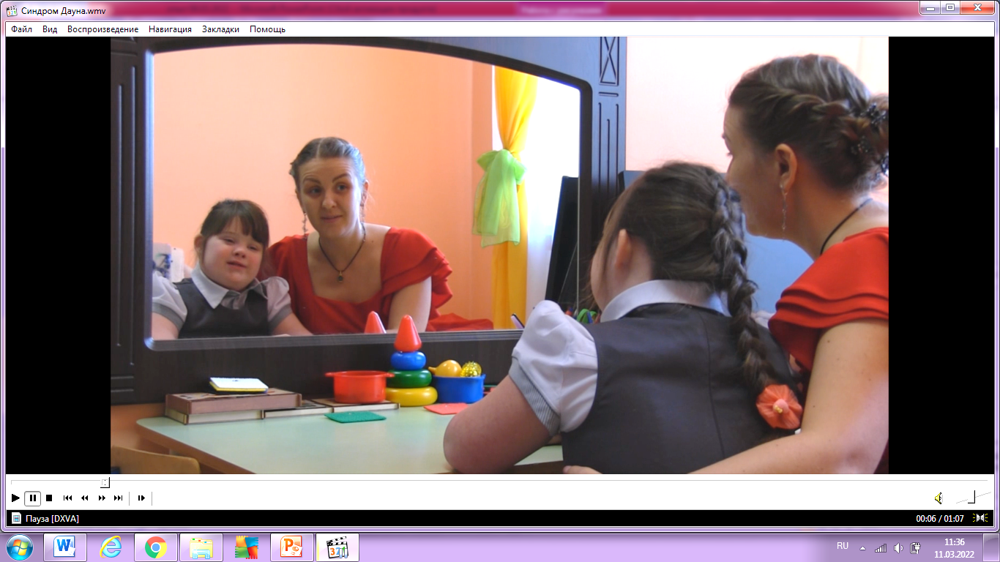 Синдром Дауна.wmv
Файл Вид Воспроизведение Навигация Закладки Помощь
Пауза [DXVA]
00:06 / 01:07
RU
11:36
11.03.2022